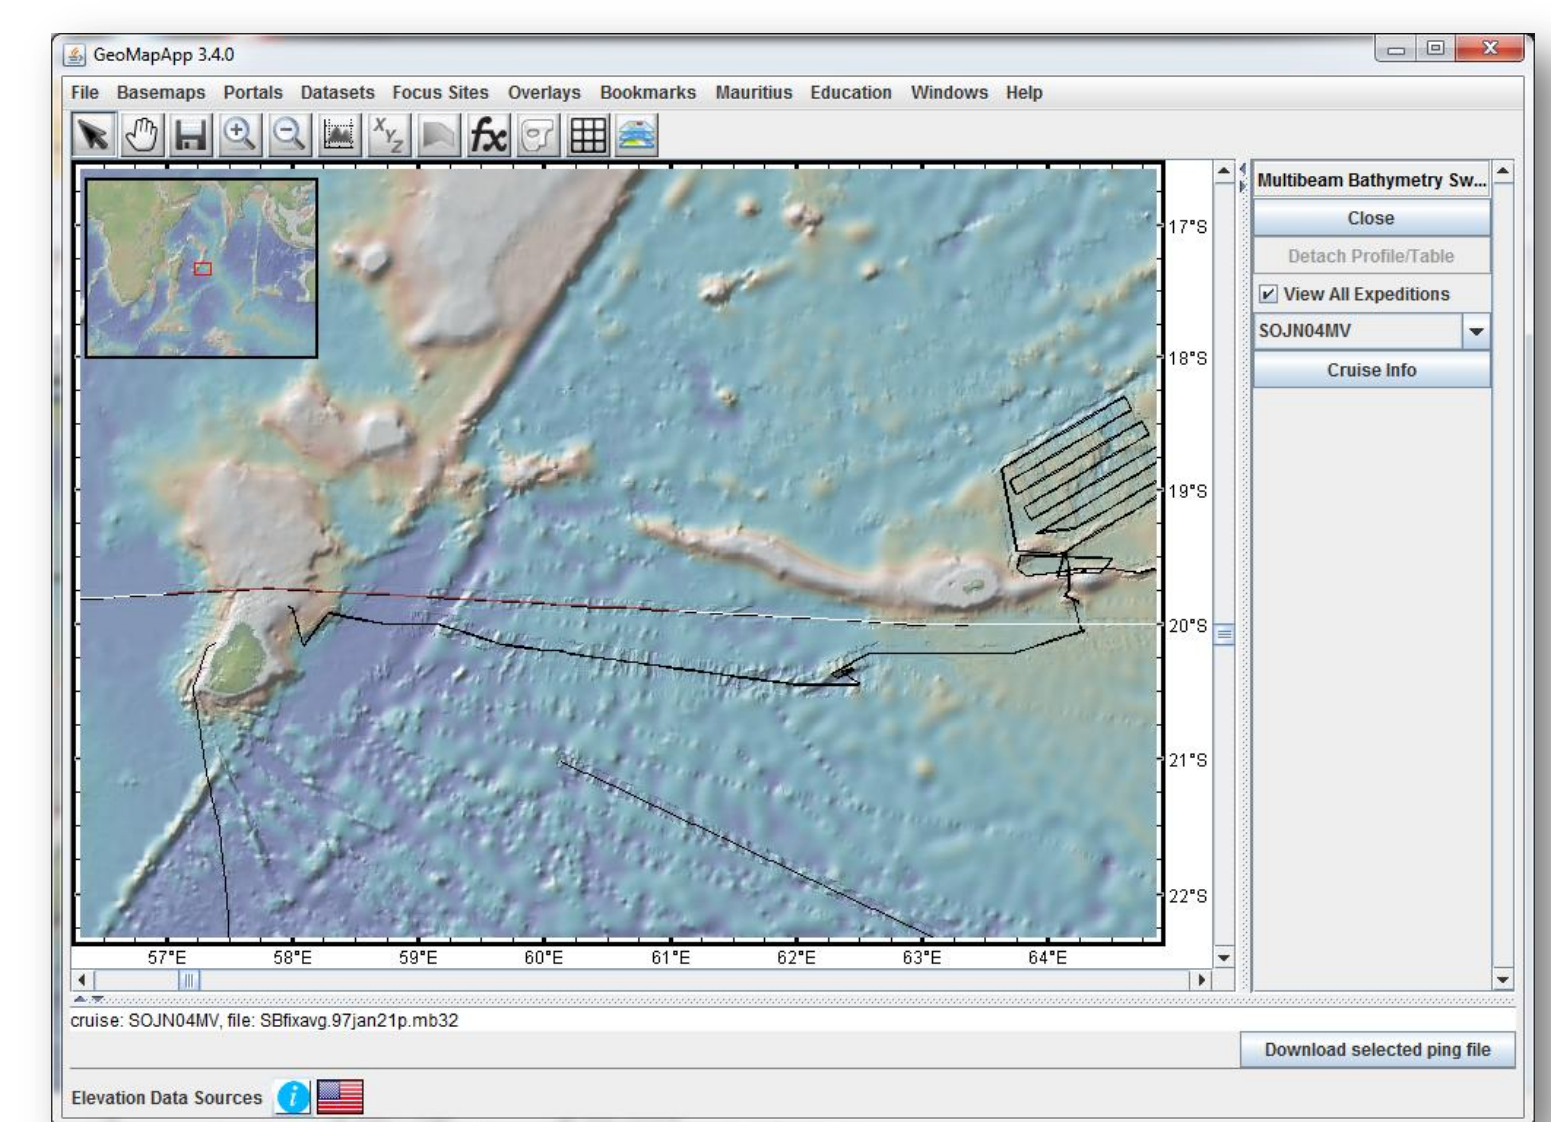 GeoMapApp 3.4.0
File Basemaps Portals Datasets Focus Sites Overlays Bookmarks Mauritius Education Windows Help
X Y Z fx
Multibeam Bathymetry Sw...
Close
Detach Profile/Table
View All Expeditions
SOJN04MV
Cruise Info
17°S
18°S
19°S
20°S
21°S
22°S
57°E 58°E 59°E 60°E 61°E 62°E 63°E 64°E
cruise: SOJN04MV, file: SBfixavg.97jan21p.mb32
Download selected ping file
Elevation Data Sources i